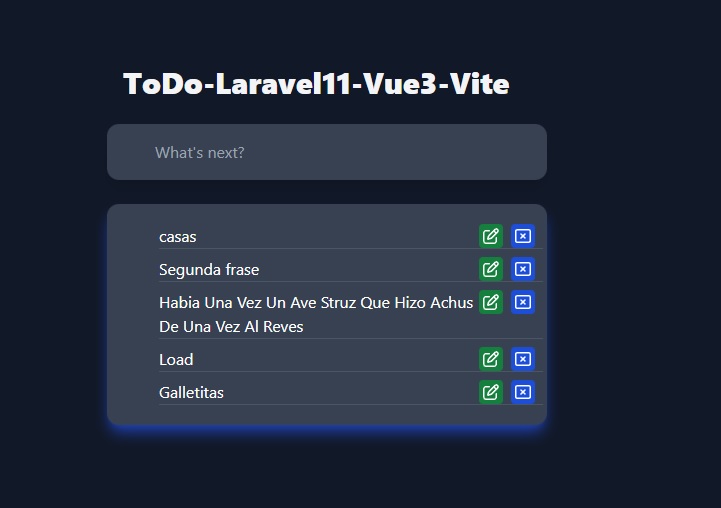 ToDo-Laravel11-Vue3-Vite
What's next?
casas
Segunda frase
Habia Una Vez Un Ave Struz Que Hizo Achus
De Una Vez Al Reves
Load
Galletitas